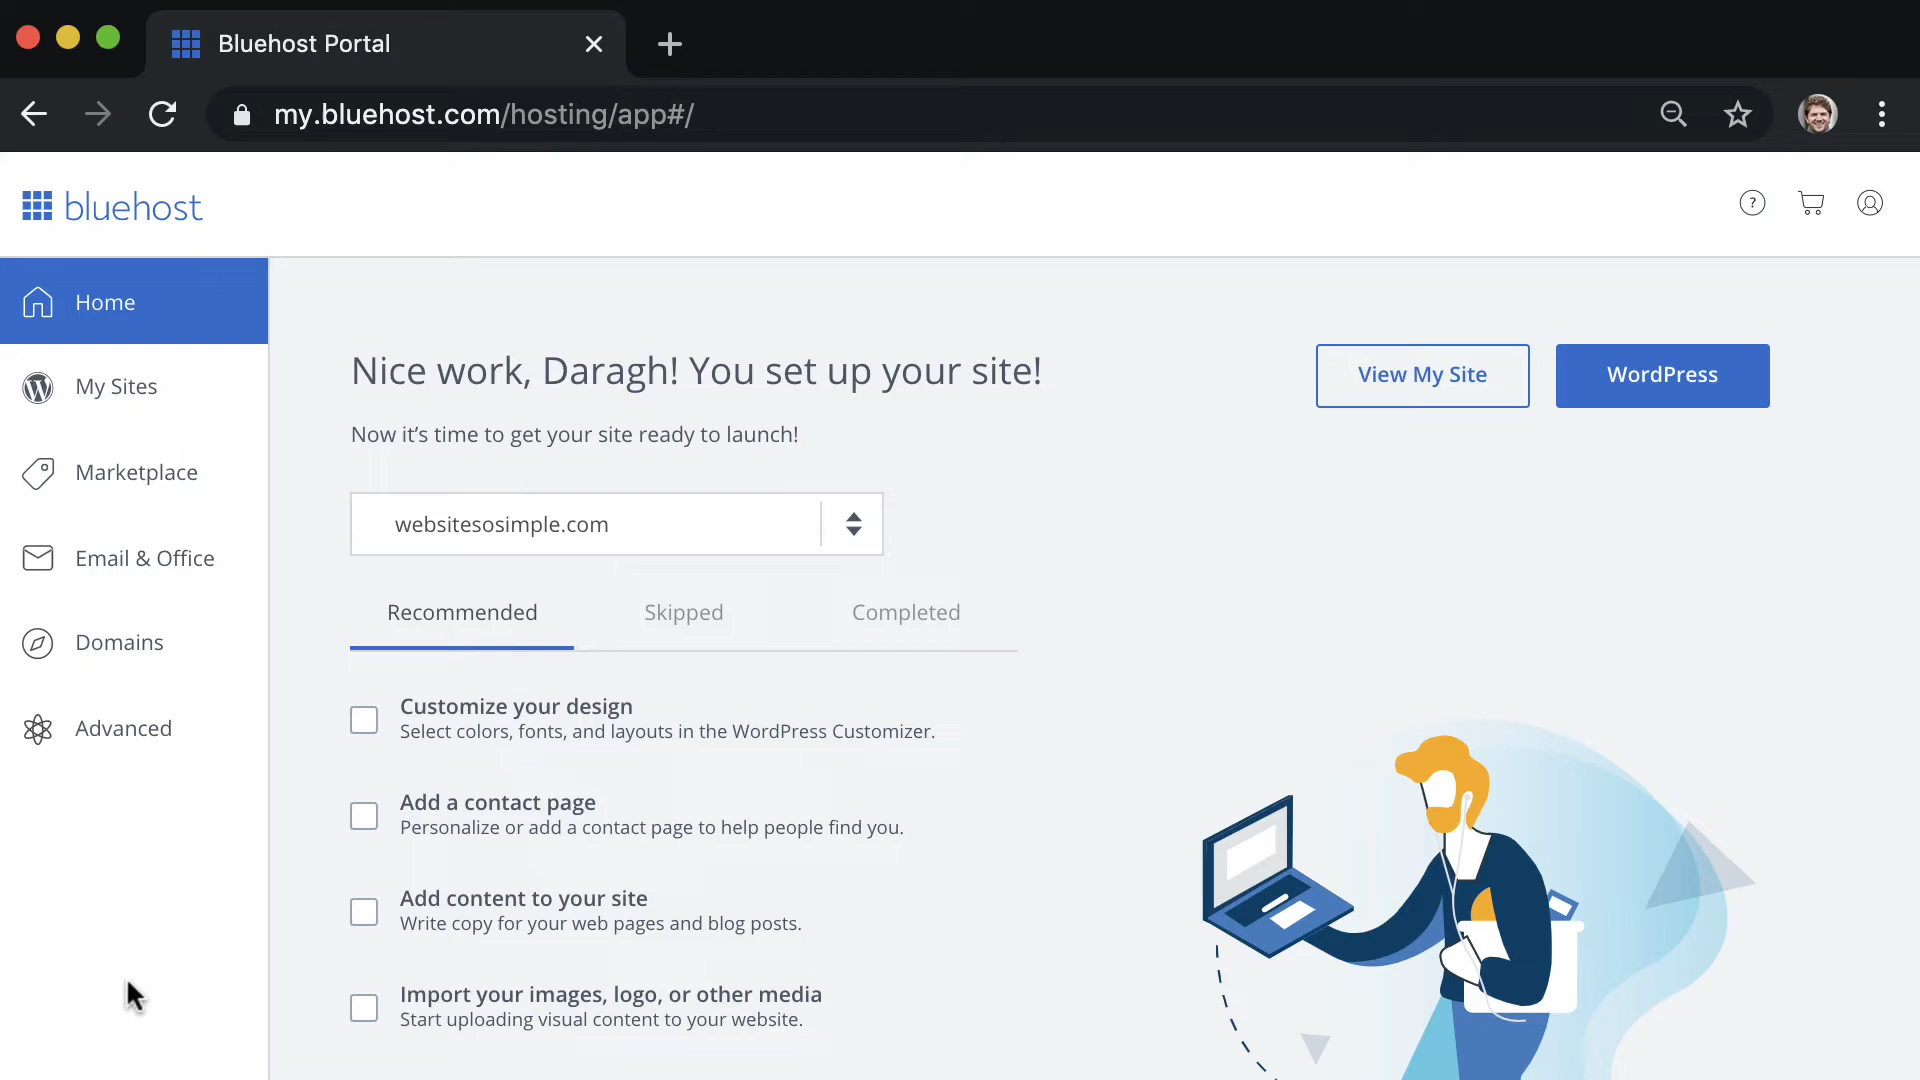 Bluehost Portal
my.bluehost.com/hosting/app#/
bluehost
?
Home
My Sites
Marketplace
Email & Office
Domains
Advanced
Nice work, Daragh! You set up your site!
View My Site
WordPress
Now it’s time to get your site ready to launch!
websitesosimple.com
Recommended
Skipped
Completed
Customize your design
Select colors, fonts, and layouts in the WordPress Customizer.
Add a contact page
Personalize or add a contact page to help people find you.
Add content to your site
Write copy for your web pages and blog posts.
Import your images, logo, or other media
Start uploading visual content to your website.